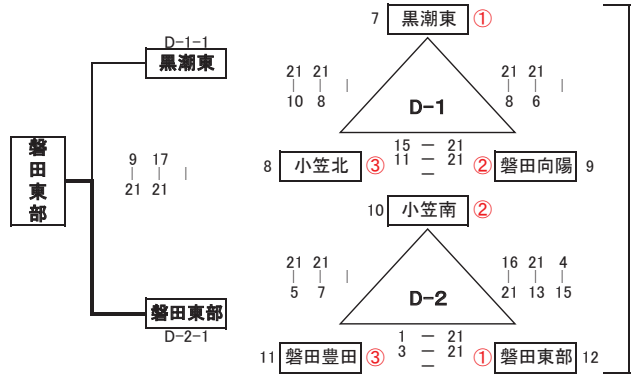 7 黒潮東 ①
D-1-1
黒潮東
21 21
| | |
10 8
21 21
| | |
8 6
D-1
15 — 21
11 — 21
—
8 小笠北 ③
② 磐田向陽 9
磐田東部
9 17
| | |
21 21
10 小笠南 ②
21 21
| | |
5 7
16 21 4
| | |
21 13 15
D-2
磐田東部
D-2-1
1 — 21
3 — 21
—
11 磐田豊田 ③
① 磐田東部 12